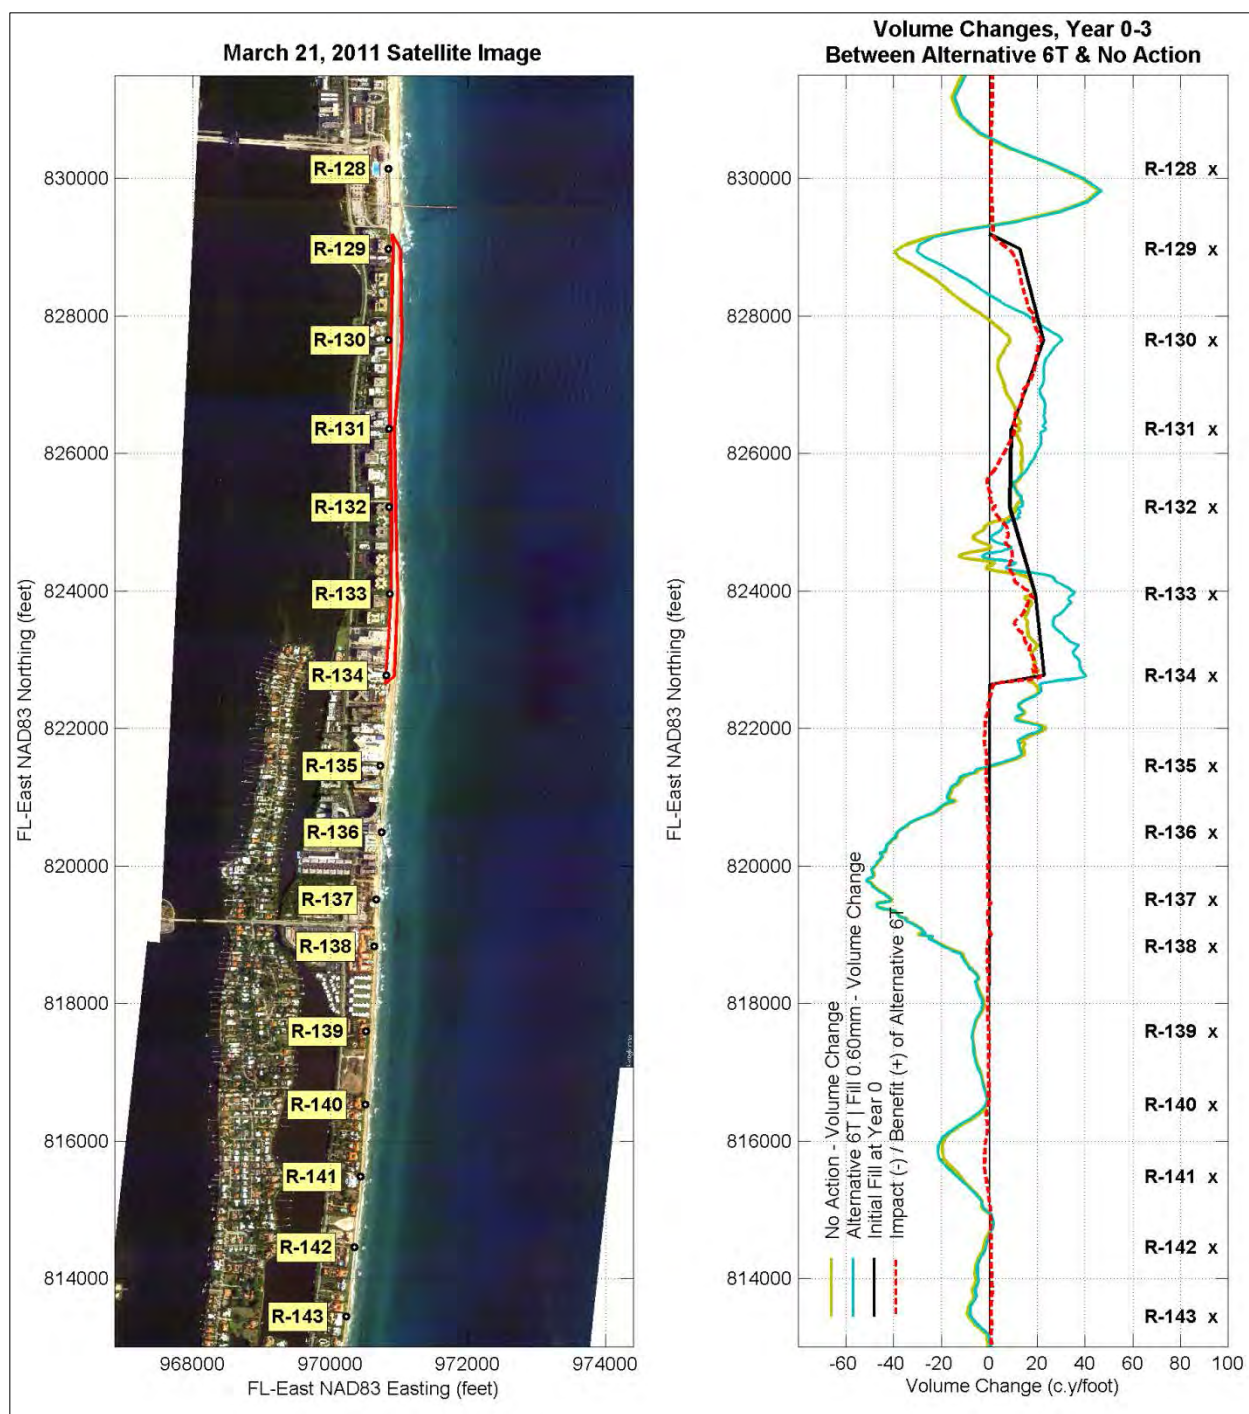 March 21, 2011 Satellite Image
FL-East NAD83 Northing (feet)
830000
828000
826000
824000
822000
820000
818000
816000
814000
R-128
R-129
R-130
R-131
R-132
R-133
R-134
R-135
R-136
R-137
R-138
R-139
R-140
R-141
R-142
R-143
968000 970000 972000 974000
FL-East NAD83 Easting (feet)
Volume Changes, Year 0-3
Between Alternative 6T & No Action
FL-East NAD83 Northing (feet)
830000
828000
826000
824000
822000
820000
818000
816000
814000
R-128 x
R-129 x
R-130 x
R-131 x
R-132 x
R-133 x
R-134 x
R-135 x
R-136 x
R-137 x
R-138 x
R-139 x
R-140 x
R-141 x
R-142 x
R-143 x
No Action - Volume Change
Alternative 6T | Fill 0.60mm - Volume Change
Initial Fill at Year 0
Impact (-) / Benefit (+) of Alternative 6T
-60 -40 -20 0 20 40 60 80 100
Volume Change (c.y/foot)